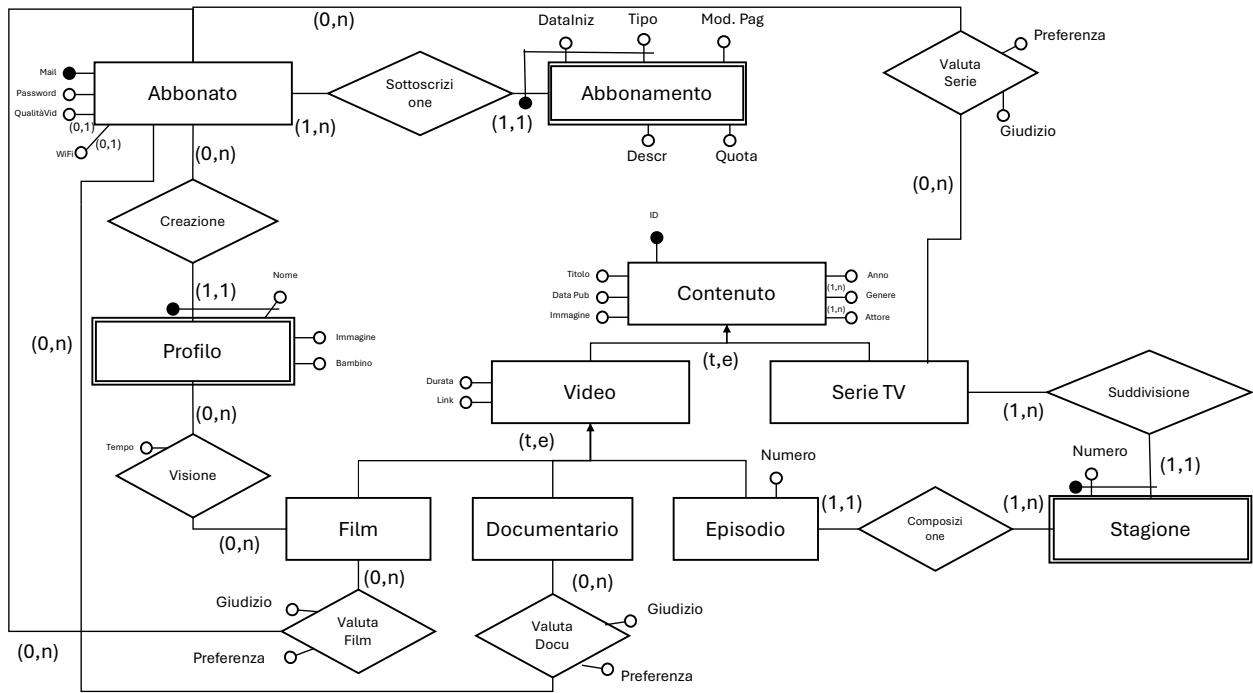 (0,n)
DataIniz
Tipo
Mod. Pag
Preferenza
Valuta
Serie
Giudizio
Mail
Password
QualitàVid
(0,1)
WiFi
(0,1)
Abbonato
(1,n)
Sottoscrizi
one
(1,1)
Abbonamento
Descr
Quota
(0,n)
(0,n)
Creazione
ID
Titolo
Data Pub
Immagine
Contenuto
Anno
(1,n)
Genere
(1,n)
Attore
Nome
(1,1)
(0,n)
Profilo
Immagine
Bambino
(t,e)
Durata
Link
Video
Serie TV
(1,n)
Suddivisione
(0,n)
Tempo
Visione
(t,e)
Numero
Numero
(1,1)
(0,n)
Film
Documentario
Episodio
(1,1)
Composizi
one
(1,n)
Stagione
(0,n)
(0,n)
Giudizio
Valuta
Film
Preferenza
Giudizio
Valuta
Docu
Preferenza
(0,n)